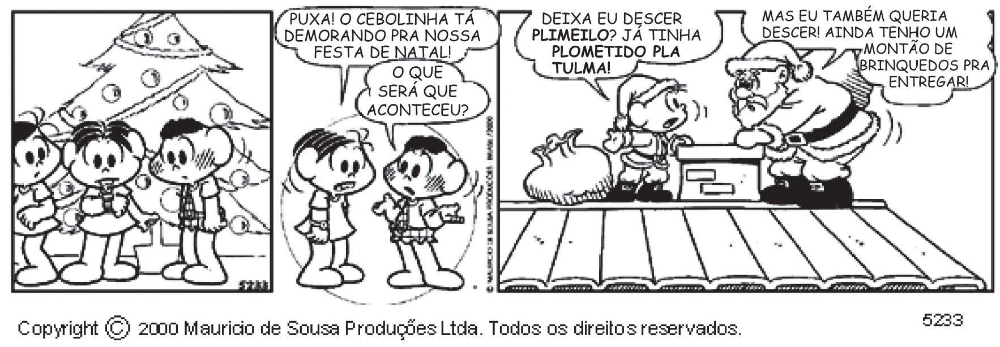 PUXA! O CEBOLINHA TÁ
DEMORANDO PRA NOSSA
FESTA DE NATAL!
O QUE
SERÁ QUE
ACONTECEU?
DEIXA EU DESCER
PLIMEILO? JÁ TINHA
PLOMETIDO PLA
TULMA!
MAS EU TAMBÉM QUERIA
DESCER! AINDA TENHO UM
MONTÃO DE
BRINQUEDOS PRA
ENTREGAR!
5233
© MAURICIO DE SOUSA PRODUÇÕES BRASIL/2000
Copyright © 2000 Mauricio de Sousa Produções Ltda. Todos os direitos reservados.
5233